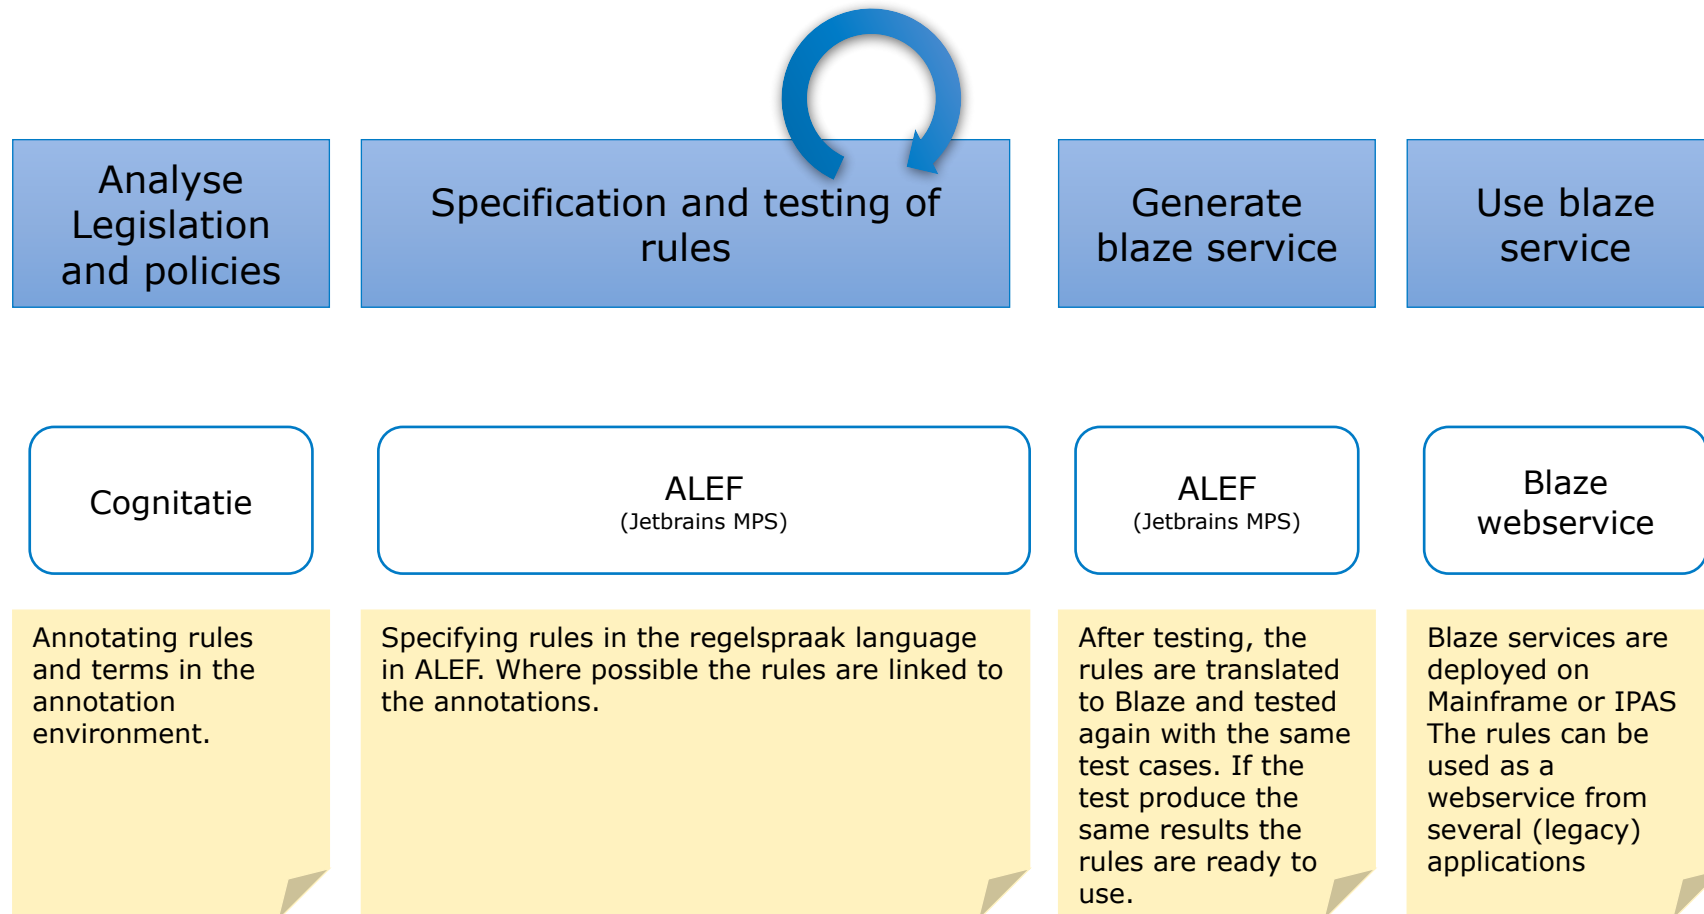 Analyse
Legislation
and policies
Specification and testing of
rules
Generate
blaze service
Use blaze
service
Cognitatie
ALEF
(Jetbrains MPS)
ALEF
(Jetbrains MPS)
Blaze
webservice
Annotating rules
and terms in the
annotation
environment.
Specifying rules in the regelspraak language
in ALEF. Where possible the rules are linked to
the annotations.
After testing, the
rules are translated
to Blaze and tested
again with the same
test cases. If the
test produce the
same results the
rules are ready to
use.
Blaze services are
deployed on
Mainframe or IPAS
The rules can be
used as a
webservice from
several (legacy)
applications